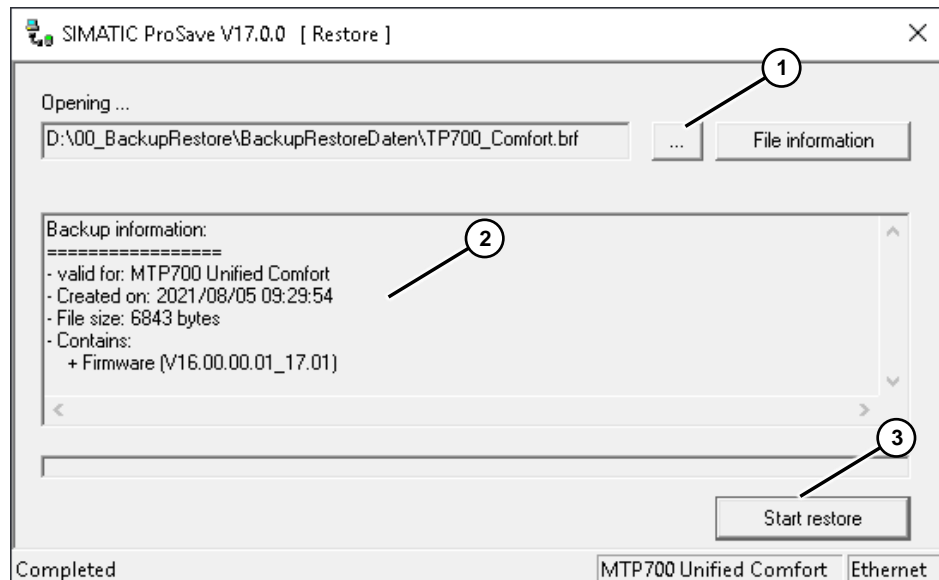 SIMATIC ProSave V17.0.0 [ Restore ]
1
Opening ...
D:\00_BackupRestore\BackupRestoreDaten\TP700_Comfort.brf
...
File information
Backup information:
=================
- valid for: MTP700 Unified Comfort
- Created on: 2021/08/05 09:29:54
- File size: 6843 bytes
- Contains:
+ Firmware (V16.00.00.01_17.01)
2
3
Start restore
Completed
MTP700 Unified Comfort
Ethernet